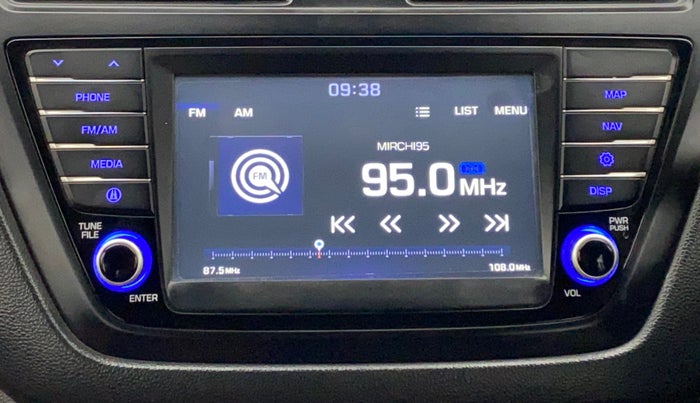 09:38
FM AM LIST MENU
PHONE
FM/AM
MEDIA
MAP
NAV
DISP
MIRCHI95
FM
95.0 MHz
87.5MHz 108.0MHz
TUNE
FILE
ENTER
PWR
PUSH
VOL